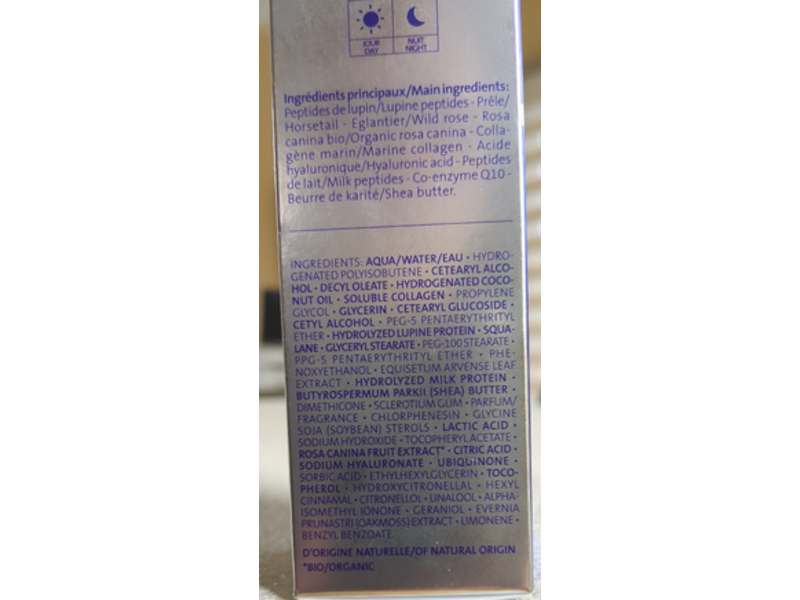 JOUR
DAY
NUIT
NIGHT
Ingrédients principaux/Main ingredients:
Peptides de lupin/Lupine peptides - Prêle/
Horsetail - Eglantier/Wild rose - Rosa
canina bio/Organic rosa canina - Colla-
gène marin/Marine collagen - Acide
hyaluronique/Hyaluronic acid - Peptides
de lait/Milk peptides - Co-enzyme Q10 -
Beurre de karité/Shea butter.
INGREDIENTS: AQUA/WATER/EAU • HYDRO-
GENATED POLYISOBUTENE • CETEARYL ALCO-
HOL • DECYL OLEATE • HYDROGENATED COCO-
NUT OIL • SOLUBLE COLLAGEN • PROPYLENE
GLYCOL • GLYCERIN • CETEARYL GLUCOSIDE •
CETYL ALCOHOL • PEG-5 PENTAERYTHRITYL
ETHER • HYDROLYZED LUPINE PROTEIN • SQUA-
LANE • GLYCERYL STEARATE • PEG-100 STEARATE •
PPG-5 PENTAERYTHRITYL ETHER • PHE-
NOXYETHANOL • EQUISETUM ARVENSE LEAF
EXTRACT • HYDROLYZED MILK PROTEIN •
BUTYROSPERMUM PARKII (SHEA) BUTTER •
DIMETHICONE • SCLEROTIUM GUM • PARFUM/
FRAGRANCE • CHLORPHENESIN • GLYCINE
SOJA (SOYBEAN) STEROLS • LACTIC ACID •
SODIUM HYDROXIDE • TOCOPHERYL ACETATE •
ROSA CANINA FRUIT EXTRACT* • CITRIC ACID •
SODIUM HYALURONATE • UBIQUINONE •
SORBIC ACID • ETHYLHEXYLGLYCERIN • TOCO-
PHEROL • HYDROXYCITRONELLAL • HEXYL
CINNAMAL • CITRONELLOL • LINALOOL • ALPHA-
ISOMETHYL IONONE • GERANIOL • EVERNIA
PRUNASTRI (OAKMOSS) EXTRACT • LIMONENE •
BENZYL BENZOATE.
D'ORIGINE NATURELLE/OF NATURAL ORIGIN
*BIO/ORGANIC